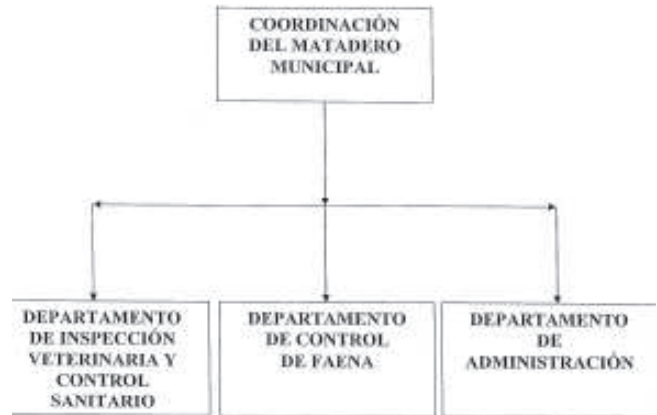 COORDINACIÓN
DEL MATADERO
MUNICIPAL
DEPARTAMENTO
DE INSPECCIÓN
VETERINARIA Y
CONTROL
SANITARIO
DEPARTAMENTO
DE CONTROL
DE FAENA
DEPARTAMENTO
DE
ADMINISTRACIÓN